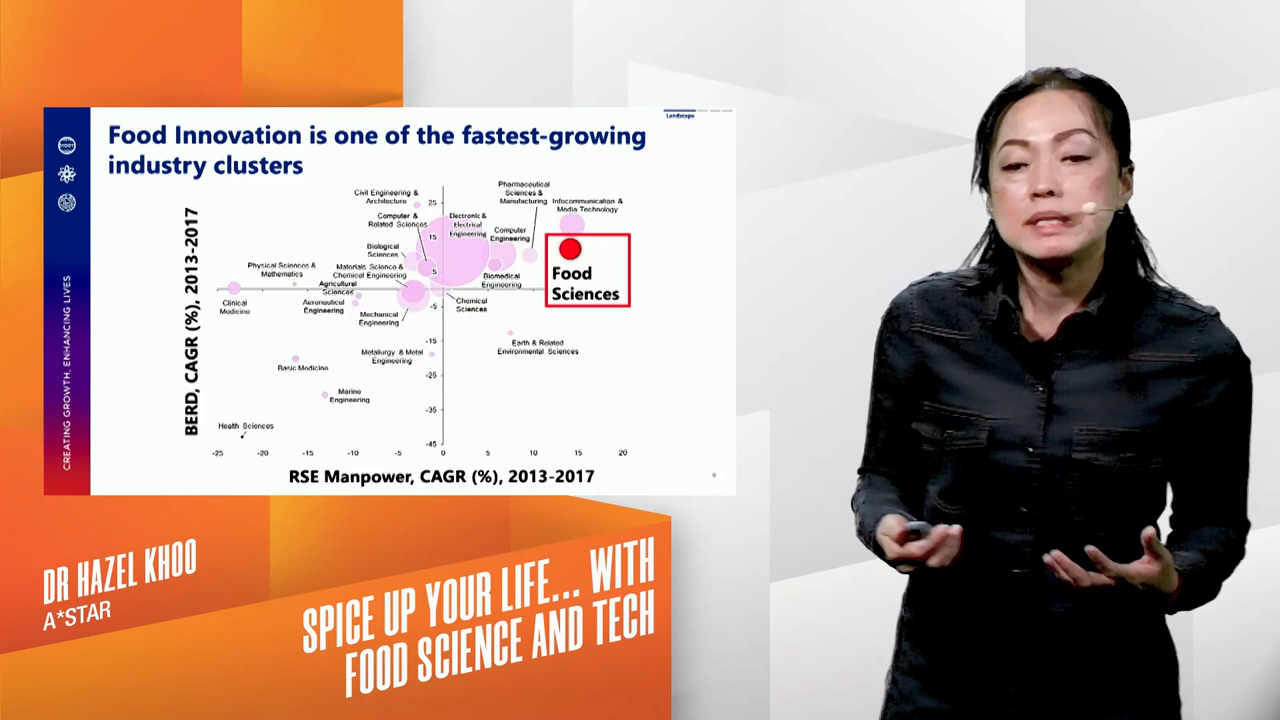 Landscape
Food Innovation is one of the fastest-growing
industry clusters
CREATING GROWTH, ENHANCING LIVES
BERD, CAGR (%), 2013-2017
Civil Engineering &
Architecture
25
Pharmaceutical
Sciences &
Manufacturing
Infocommunication &
Media Technology
Computer &
Related Sciences
Electronic &
Electrical
Engineering
Computer
Engineering
15
Biological
Sciences
Food
Sciences
Physical Sciences &
Mathematics
Materials Science &
Chemical Engineering
5
Biomedical
Engineering
Agricultural
Sciences
Clinical
Medicine
Aeronautical
Engineering
Chemical
Sciences
-5
Mechanical
Engineering
-15
Earth & Related
Environmental Sciences
Metallurgy & Metal
Engineering
Basic Medicine
-25
Marine
Engineering
-35
Health Sciences
-45
-25 -20 -15 -10 -5 0 5 10 15 20
RSE Manpower, CAGR (%), 2013-2017
DR HAZEL KHOO
A*STAR
SPICE UP YOUR LIFE... WITH
FOOD SCIENCE AND TECH